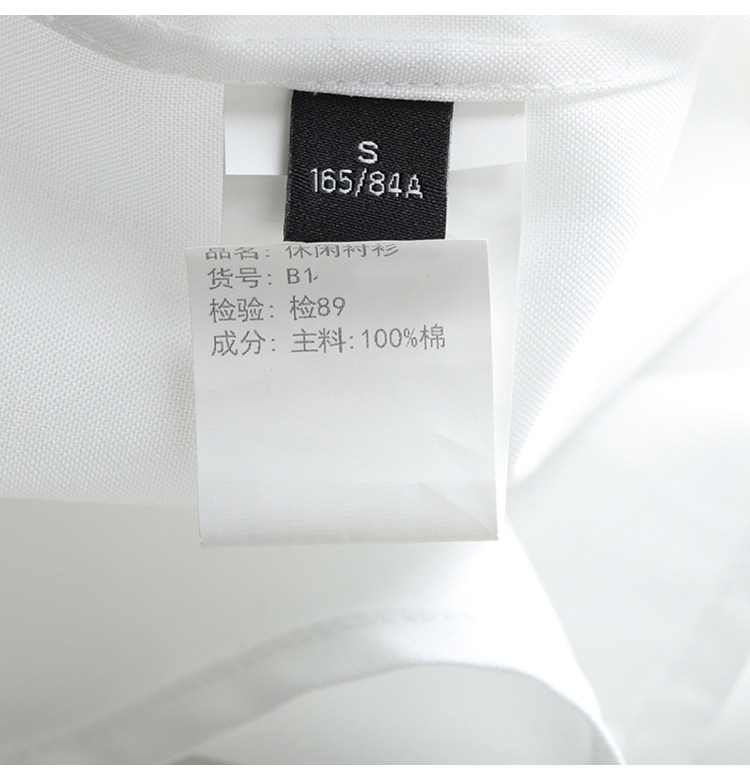 S
165/84A
品名: 休闲衬衫
货号: B1
检验: 检89
成分: 主料:100%棉